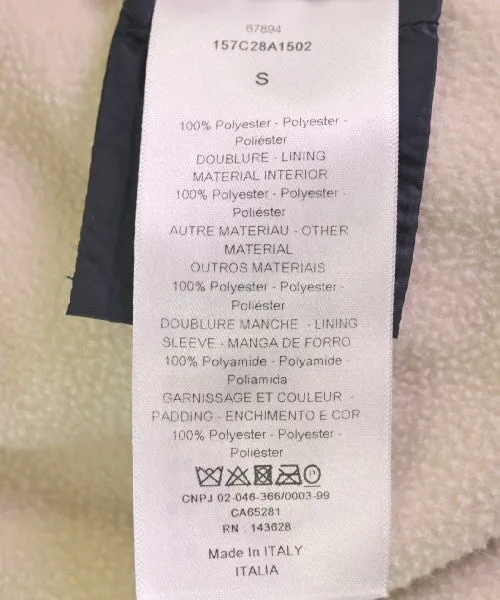 67894
157C28A1502
S
100% Polyester - Polyester -
Poliéster
DOUBLURE - LINING
MATERIAL INTERIOR
100% Polyester - Polyester -
Poliéster
AUTRE MATERIAU - OTHER
MATERIAL
OUTROS MATERIAIS
100% Polyester - Polyester -
Poliéster
DOUBLURE MANCHE - LINING
SLEEVE - MANGA DE FORRO
100% Polyamide - Polyamide -
Poliamida
GARNISSAGE ET COULEUR -
PADDING - ENCHIMENTO E COR
100% Polyester - Polyester -
Poliéster
P
CNPJ 02-046-366/0003-99
CA65281
RN : 143628
Made In ITALY
ITALIA